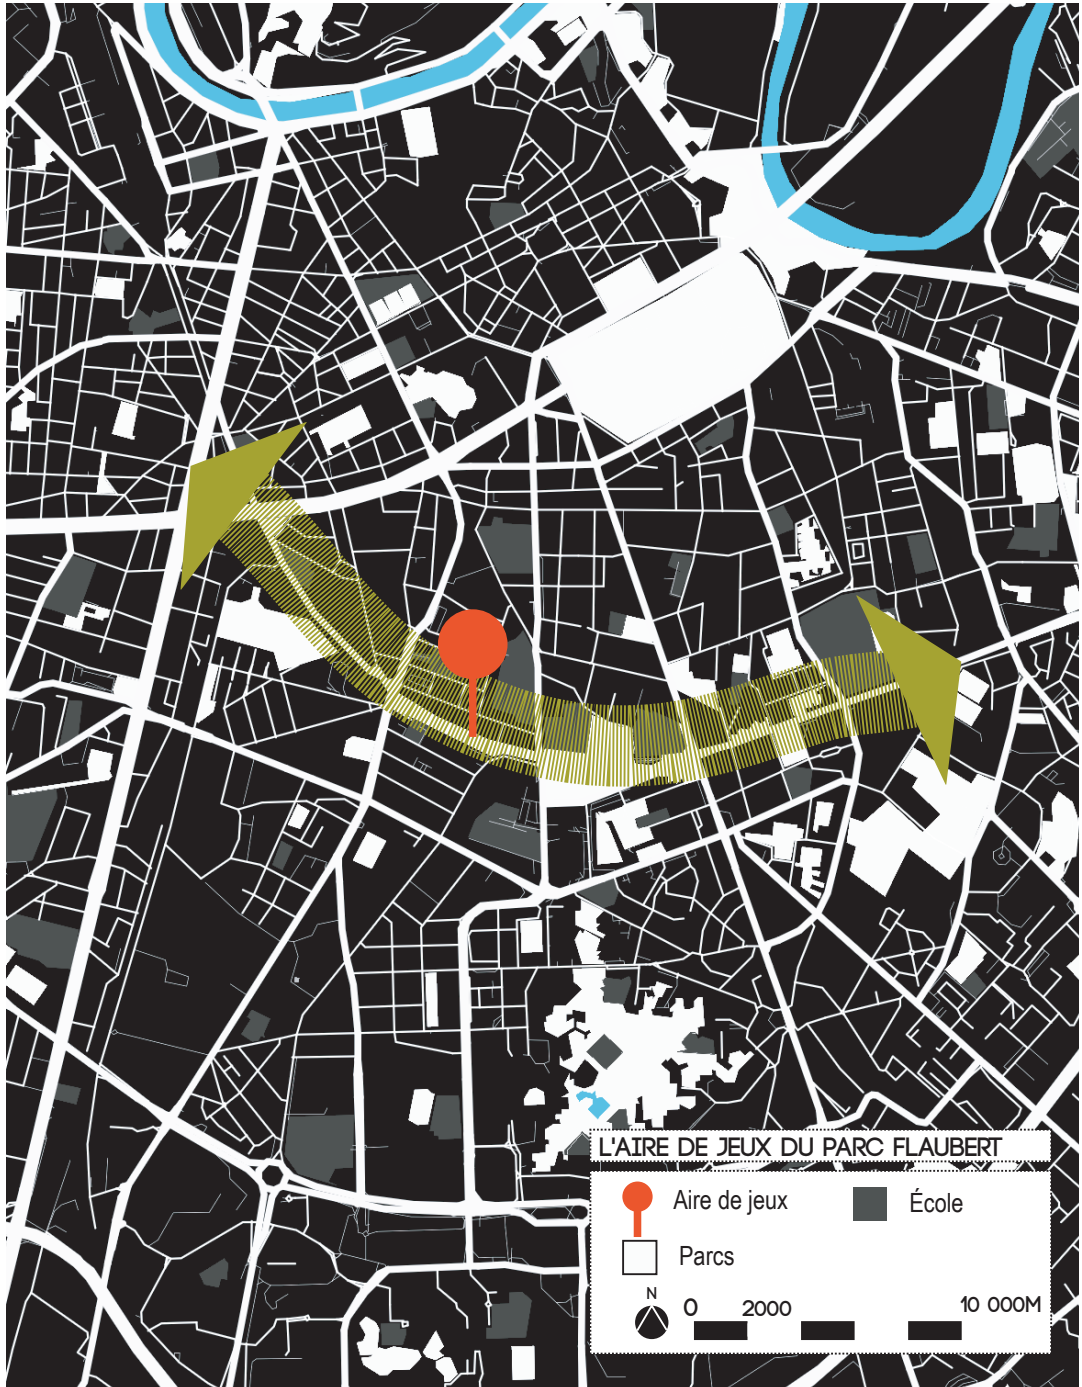 L'AIRE DE JEUX DU PARC FLAUBERT
Aire de jeux
École
Parcs
N
0 2000 10 000M